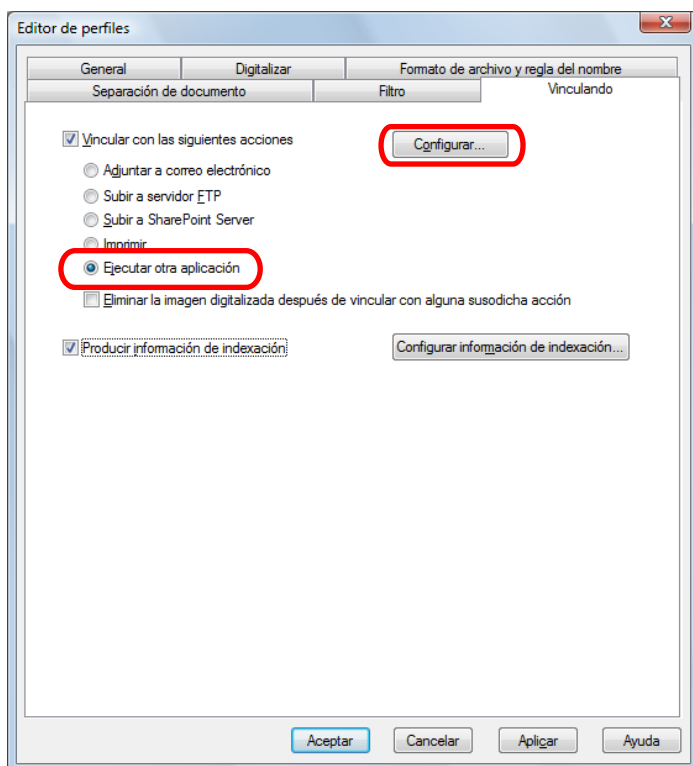 Editor de perfiles
General Digitalizar Formato de archivo y regla del nombre
Separación de documento Filtro Vinculando
Vincular con las siguientes acciones Configurar...
Adjuntar a correo electrónico
Subir a servidor FTP
Subir a SharePoint Server
Imprimir
Ejecutar otra aplicación
Eliminar la imagen digitalizada después de vincular con alguna susodicha acción
Producir información de indexación Configurar información de indexación...
Aceptar Cancelar Aplicar Ayuda